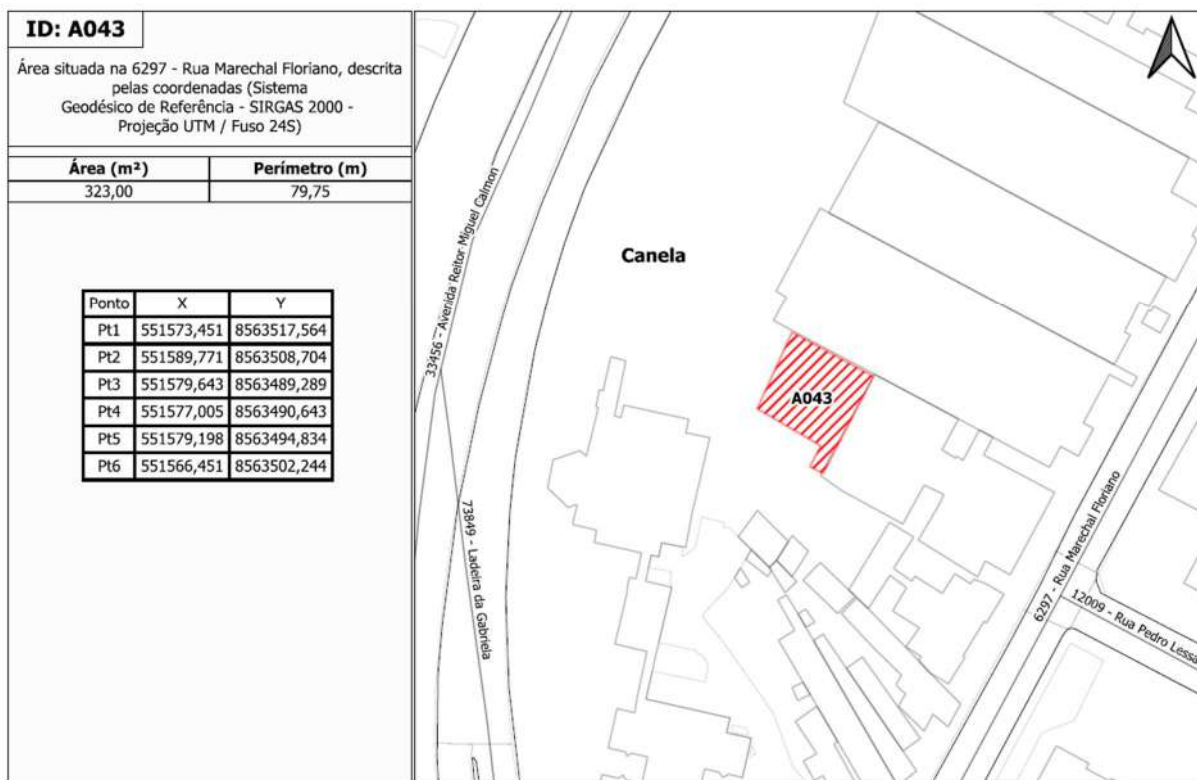 ID: A043
Área situada na 6297 - Rua Marechal Floriano, descrita
pelas coordenadas (Sistema
Geodésico de Referência - SIRGAS 2000 -
Projeção UTM / Fuso 24S)
Área (m²) Perímetro (m)
323,00 79,75
Ponto X Y
Pt1 551573,451 8563517,564
Pt2 551589,771 8563508,704
Pt3 551579,643 8563489,289
Pt4 551577,005 8563490,643
Pt5 551579,198 8563494,834
Pt6 551566,451 8563502,244
33456 - Avenida Reitor Miguel Calmon
Canela
A043
73849 - Ladeira da Gabriela
6297 - Rua Marechal Floriano
12009 - Rua Pedro Lessa